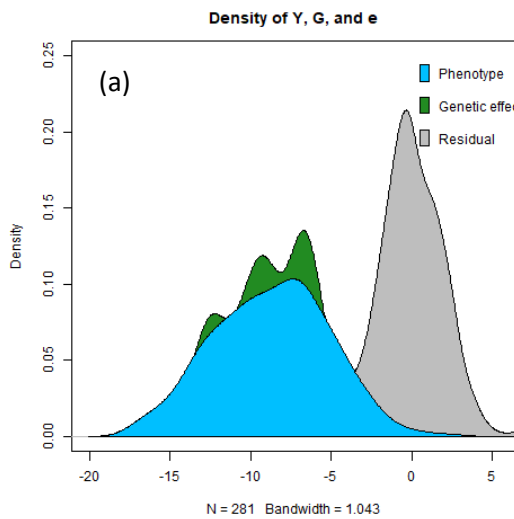 Density of Y, G, and e
(a)
Phenotype
Genetic effec
Residual
Density
0.25
0.20
0.15
0.10
0.05
0.00
-20 -15 -10 -5 0 5
N = 281 Bandwidth = 1.043